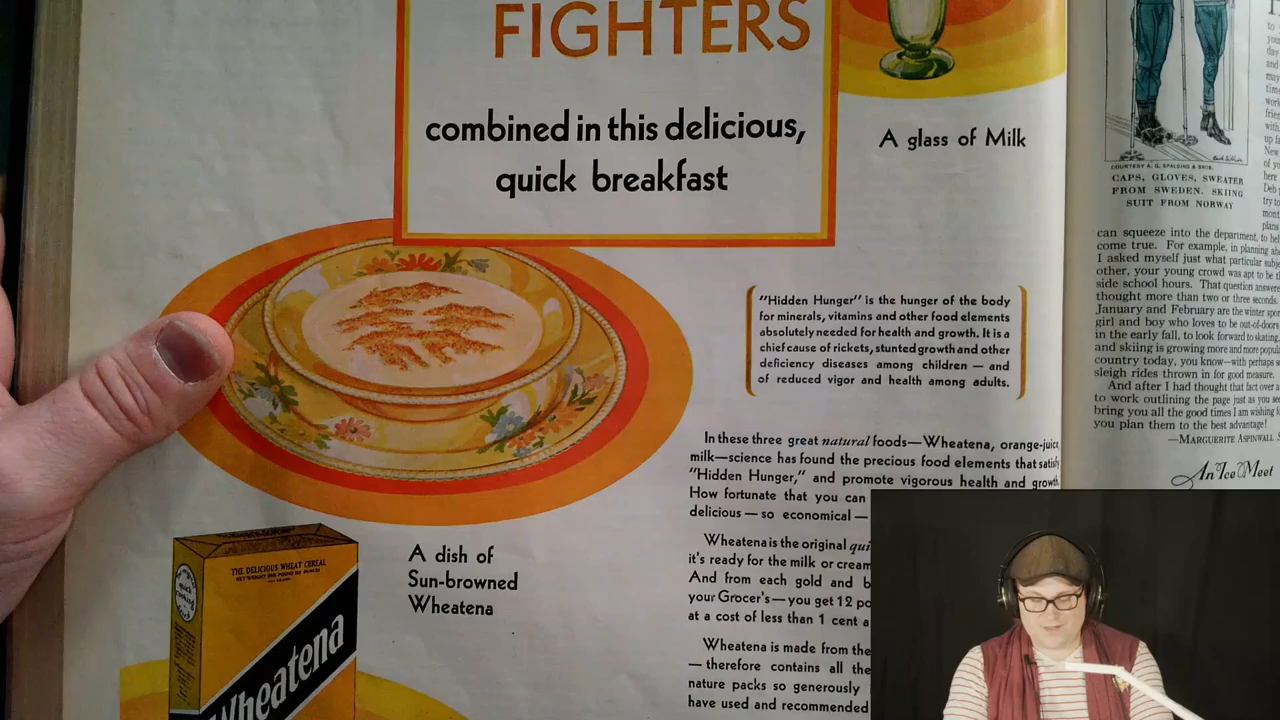 FIGHTERS
combined in this delicious,
quick breakfast
A glass of Milk
"Hidden Hunger" is the hunger of the body
for minerals, vitamins and other food elements
absolutely needed for health and growth. It is a
chief cause of rickets, stunted growth and other
deficiency diseases among children — and
of reduced vigor and health among adults.
In these three great natural foods—Wheatena, orange-juice,
milk—science has found the precious food elements that satisfy
"Hidden Hunger," and promote vigorous health and growth.
How fortunate that you can
delicious — so economical —
Wheatena is the original
it's ready for the milk or cream
And from each gold and
your Grocer's—you get 12
at a cost of less than 1 cent a
Wheatena is made from the
— therefore contains all the
nature packs so generously
have used and recommended
A dish of
Sun-browned
Wheatena
THE DELICIOUS WHEAT CEREAL
quick
cooking
Wheatena
COURTESY A. G. SPALDING & BROS.
CAPS, GLOVES, SWEATER
FROM SWEDEN. SKIING
SUIT FROM NORWAY
can squeeze into the department, to
come true. For example, in planning
I asked myself just what particular
other, your young crowd was apt to be
side school hours. That question answered
thought more than two or three seconds.
January and February are the winter
girl and boy who loves to be out-of-doors
in the early fall, to look forward to skating.
and skiing is growing more and more
country today, you know—with perhaps
sleigh rides thrown in for good measure.
And after I had thought that fact over
to work outlining the page just as you see
bring you all the good times I am wishing
you plan them to the best advantage!
—MARGUERITE ASPINWALL
An Ice Meet